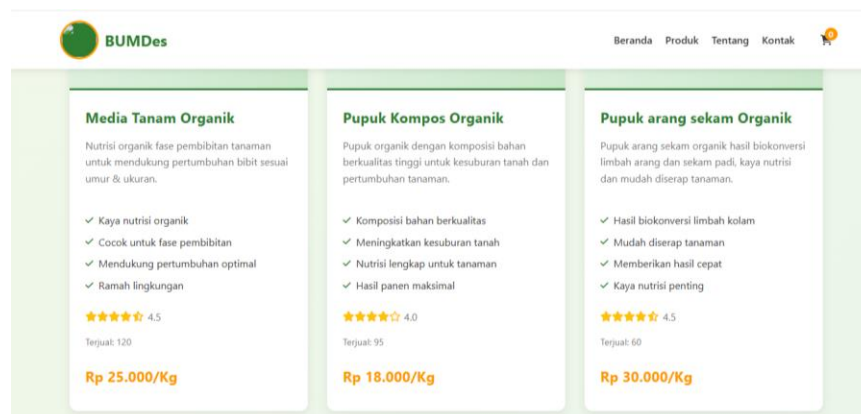 BUMDes
Beranda Produk Tentang Kontak
0
Media Tanam Organik
Nutrisi organik fase pembibitan tanaman
untuk mendukung pertumbuhan bibit sesuai
umur & ukuran.
✓ Kaya nutrisi organik
✓ Cocok untuk fase pembibitan
✓ Mendukung pertumbuhan optimal
✓ Ramah lingkungan
4.5
Terjual: 120
Rp 25.000/Kg
Pupuk Kompos Organik
Pupuk organik dengan komposisi bahan
berkualitas tinggi untuk kesuburan tanah dan
pertumbuhan tanaman.
✓ Komposisi bahan berkualitas
✓ Meningkatkan kesuburan tanah
✓ Nutrisi lengkap untuk tanaman
✓ Hasil panen maksimal
4.0
Terjual: 95
Rp 18.000/Kg
Pupuk arang sekam Organik
Pupuk arang sekam organik hasil biokonversi
limbah arang dan sekam padi, kaya nutrisi
dan mudah diserap tanaman.
✓ Hasil biokonversi limbah kolam
✓ Mudah diserap tanaman
✓ Memberikan hasil cepat
✓ Kaya nutrisi penting
4.5
Terjual: 60
Rp 30.000/Kg